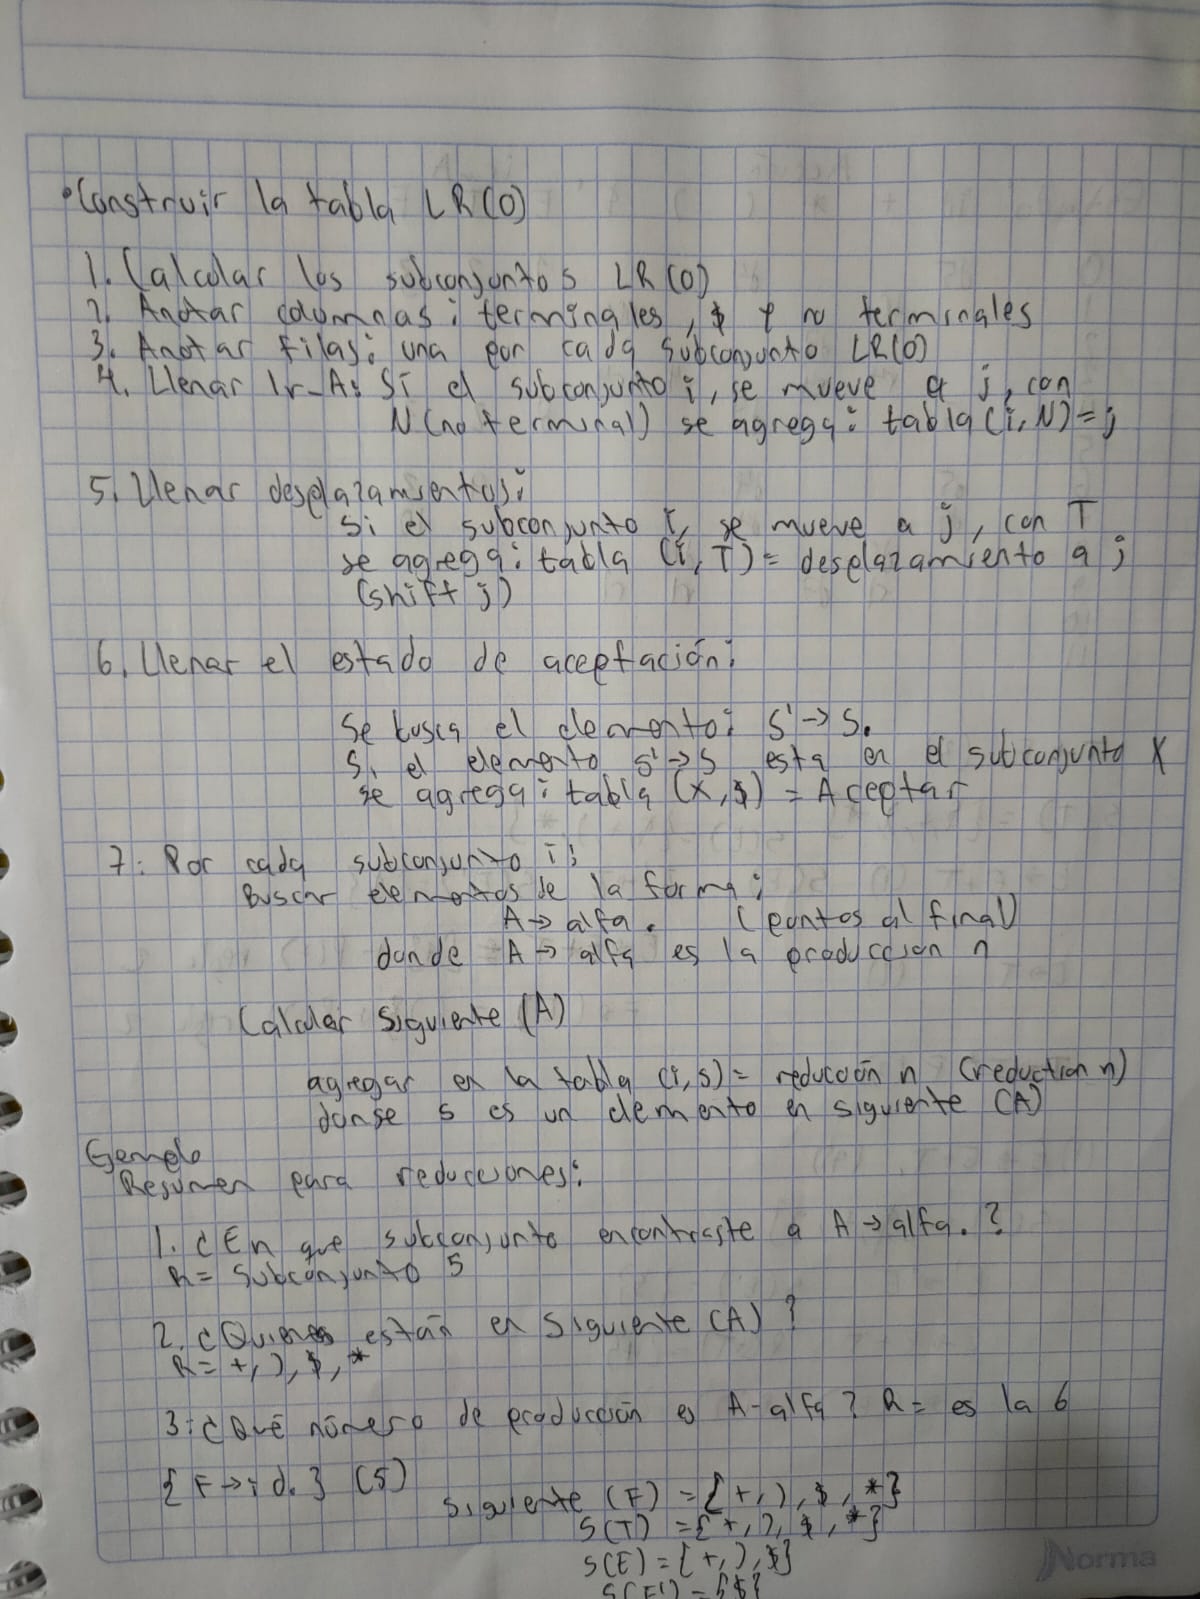 •Construir la tabla LR(0)
1. Calcular los subconjuntos LR(0)
2. Anotar columnas: terminales, $ y no terminales
3. Anotar filas: una por cada subconjunto LR(0)
4. Llenar Ir_A: Si el subconjunto i, se mueve a j, con
N (no terminal) se agrega: tabla (i, N) = j
5. Llenar desplazamientos:
Si el subconjunto i, se mueve a j, con T
se agrega: tabla (i, T) = desplazamiento a j
(shift j)
6. Llenar el estado de aceptación:
Se busca el elemento: S' -> S.
Si el elemento S' -> S esta en el subconjunto X
se agrega: tabla (X, $) = Aceptar
7: Por cada subconjunto i:
Buscar elementos de la forma:
A -> alfa. (puntos al final)
donde A -> alfa es la produccion n
Calcular Siguiente (A)
agregar en la tabla (i, s) = reducción n (reduction n)
donse s es un elemento en siguiente (A)
Ejemplo
Resumen para reducciones:
1. ¿En que subconjunto encontraste a A -> alfa. ?
R= Subconjunto 5
2. ¿Quienes están en Siguiente (A) ?
R= +, ), $, *
3: ¿Qué número de producción es A-alfa? R= es la 6
{ F -> id. } (5)
Siguiente (F) = { +, ), $, * }
S(T) = { +, ), $, * }
S(E) = { +, ), $ }
S(E') = { $ }
Norma